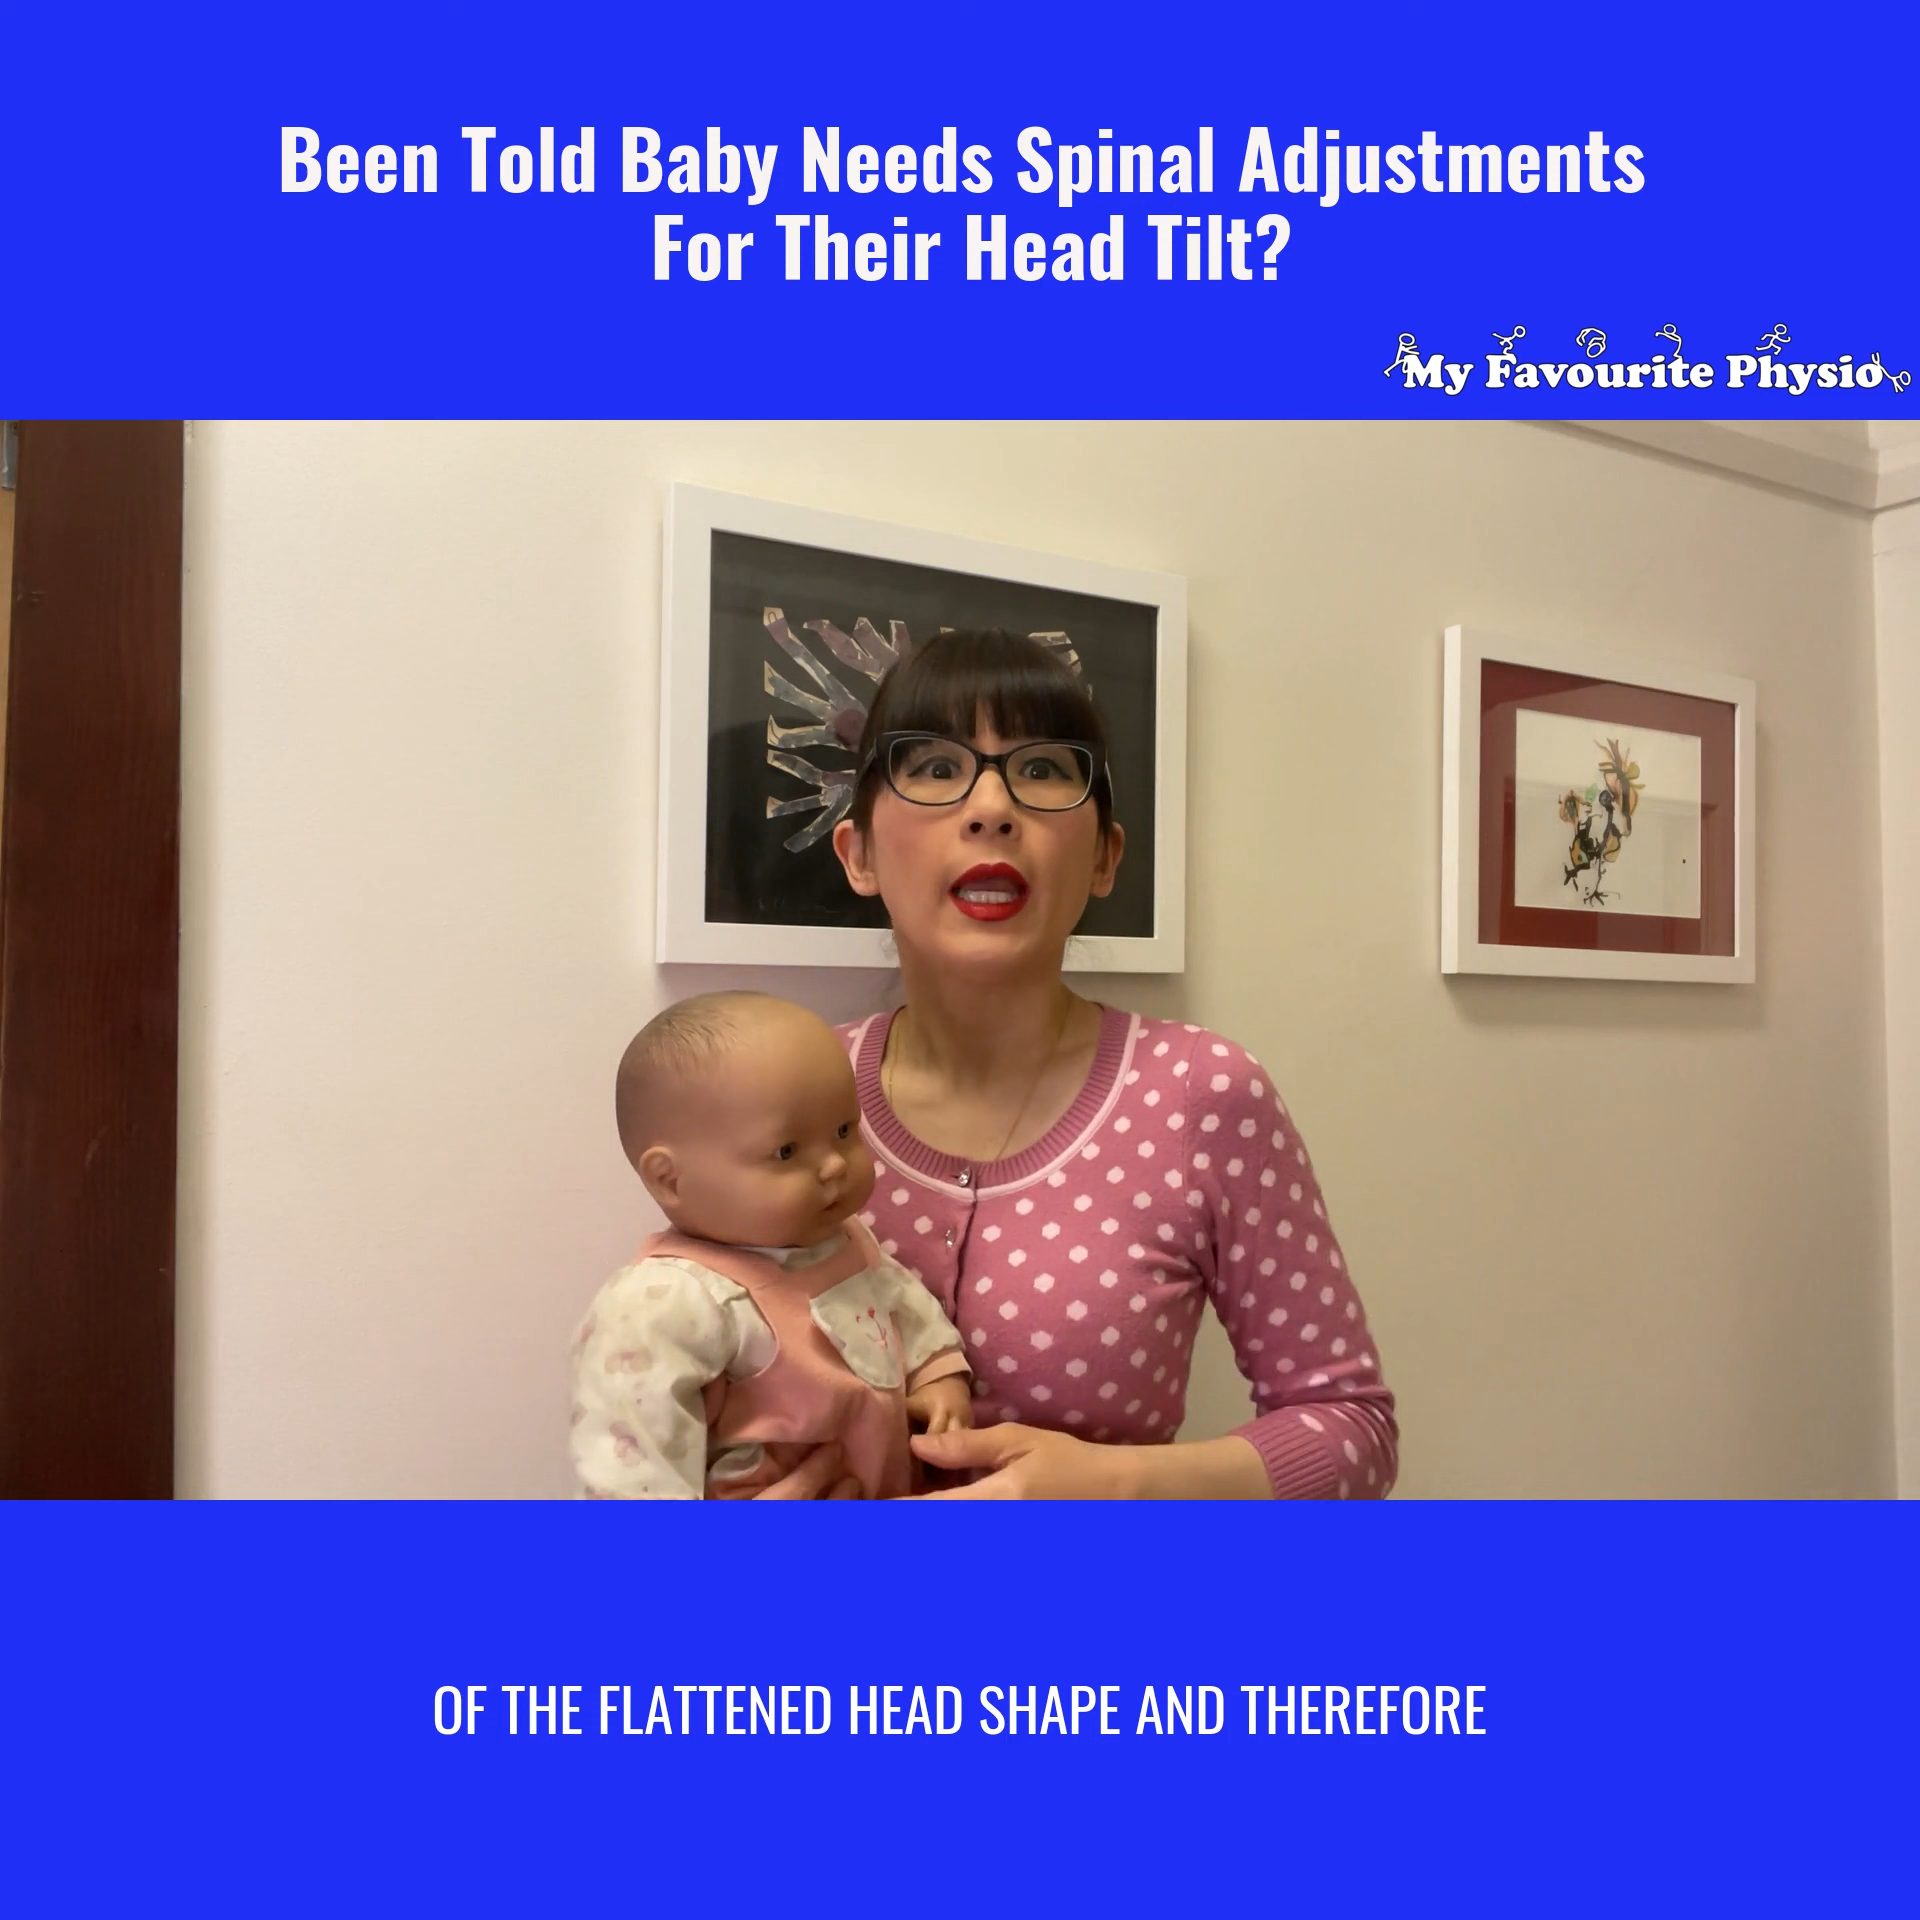 Been Told Baby Needs Spinal Adjustments
For Their Head Tilt?
My Favourite Physio
OF THE FLATTENED HEAD SHAPE AND THEREFORE